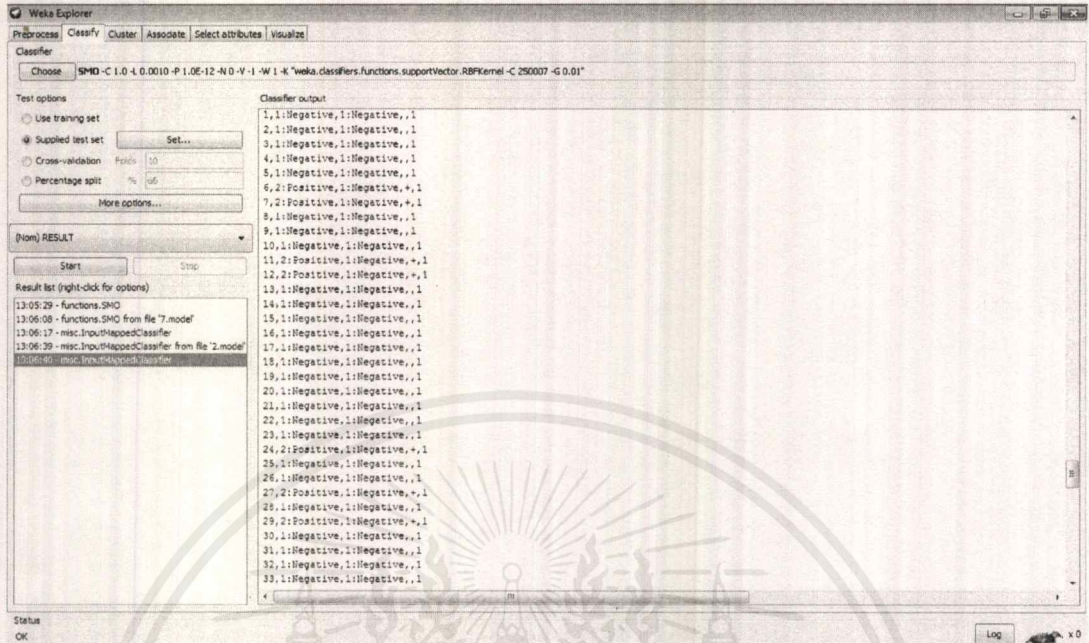 Weka Explorer
Preprocess Classify Cluster Associate Select attributes Visualize
Classifier
Choose SMO -C 1.0 -L 0.0010 -P 1.0E-12 -N 0 -V -1 -W 1 -K "weka.classifiers.functions.supportVector.RBFKernel -C 250007 -G 0.01"
Test options
Use training set
Supplied test set Set...
Cross-validation Folds 10
Percentage split % 66
More options...
(Nom) RESULT
Start Stop
Result list (right-click for options)
13:05:29 - functions.SMO
13:06:08 - functions.SMO from file '7.model'
13:06:17 - misc.InputMappedClassifier
13:06:39 - misc.InputMappedClassifier from file '2.model'
13:06:40 - misc.InputMappedClassifier
Classifier output
1,1:Negative,1:Negative,,1
2,1:Negative,1:Negative,,1
3,1:Negative,1:Negative,,1
4,1:Negative,1:Negative,,1
5,1:Negative,1:Negative,,1
6,2:Positive,1:Negative,+,1
7,2:Positive,1:Negative,+,1
8,1:Negative,1:Negative,,1
9,1:Negative,1:Negative,,1
10,1:Negative,1:Negative,,1
11,2:Positive,1:Negative,+,1
12,2:Positive,1:Negative,+,1
13,1:Negative,1:Negative,,1
14,1:Negative,1:Negative,,1
15,1:Negative,1:Negative,,1
16,1:Negative,1:Negative,,1
17,1:Negative,1:Negative,,1
18,1:Negative,1:Negative,,1
19,1:Negative,1:Negative,,1
20,1:Negative,1:Negative,,1
21,1:Negative,1:Negative,,1
22,1:Negative,1:Negative,,1
23,1:Negative,1:Negative,,1
24,2:Positive,1:Negative,+,1
25,1:Negative,1:Negative,,1
26,1:Negative,1:Negative,,1
27,2:Positive,1:Negative,+,1
28,1:Negative,1:Negative,,1
29,2:Positive,1:Negative,+,1
30,1:Negative,1:Negative,,1
31,1:Negative,1:Negative,,1
32,1:Negative,1:Negative,,1
33,1:Negative,1:Negative,,1
Status
OK
Log x 0